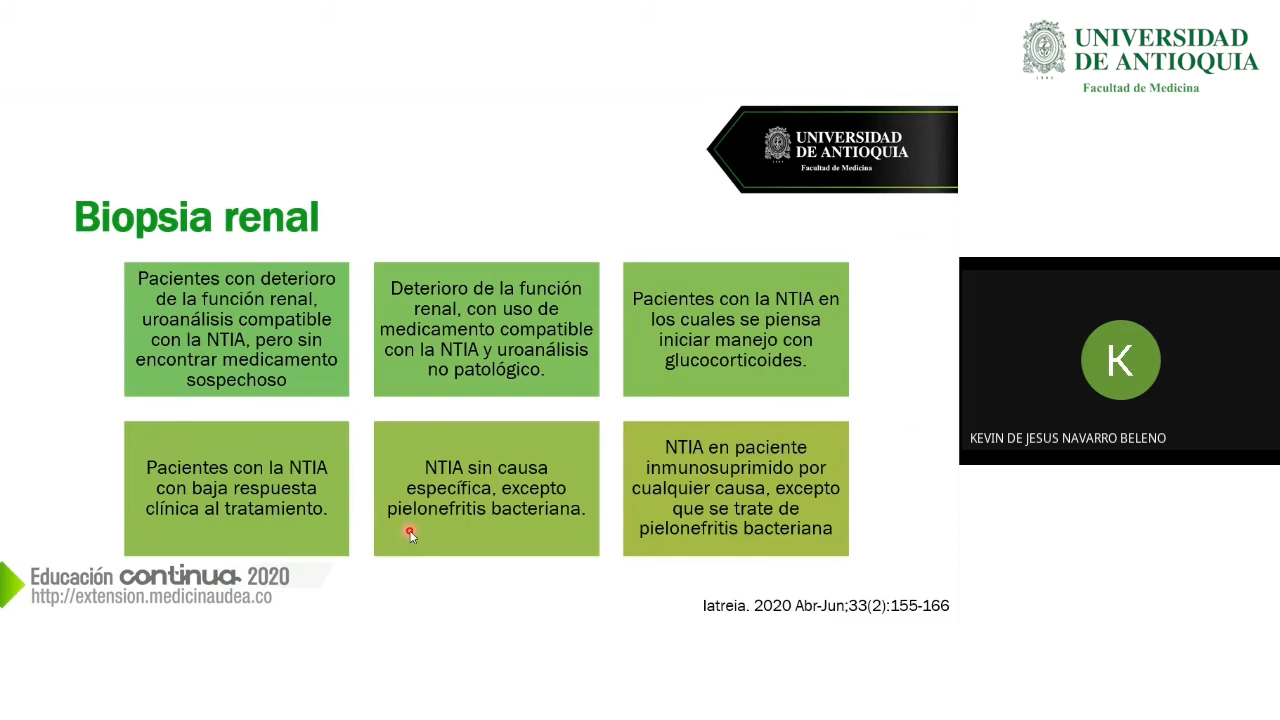 UNIVERSIDAD
DE ANTIOQUIA
1803
Facultad de Medicina
UNIVERSIDAD
DE ANTIOQUIA
Facultad de Medicina
Biopsia renal
Pacientes con deterioro
de la función renal,
uroanálisis compatible
con la NTIA, pero sin
encontrar medicamento
sospechoso
Deterioro de la función
renal, con uso de
medicamento compatible
con la NTIA y uroanálisis
no patológico.
Pacientes con la NTIA en
los cuales se piensa
iniciar manejo con
glucocorticoides.
Pacientes con la NTIA
con baja respuesta
clínica al tratamiento.
NTIA sin causa
específica, excepto
pielonefritis bacteriana.
NTIA en paciente
inmunosuprimido por
cualquier causa, excepto
que se trate de
pielonefritis bacteriana
K
KEVIN DE JESUS NAVARRO BELENO
Educación continua 2020
http://extension.medicinaudea.co
Iatreia. 2020 Abr-Jun;33(2):155-166